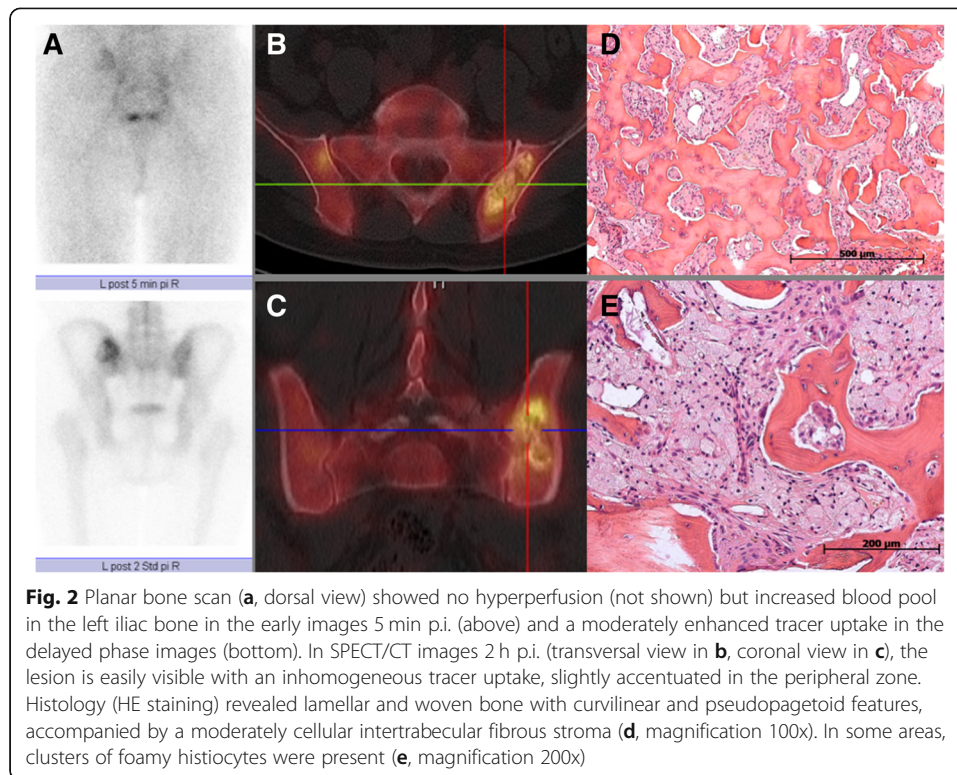 A
B
D
500 µm
L post 5 min pi R
C
E
200 µm
L post 2 Std pi R
Fig. 2 Planar bone scan (a, dorsal view) showed no hyperperfusion (not shown) but increased blood pool
in the left iliac bone in the early images 5 min p.i. (above) and a moderately enhanced tracer uptake in the
delayed phase images (bottom). In SPECT/CT images 2 h p.i. (transversal view in b, coronal view in c), the
lesion is easily visible with an inhomogeneous tracer uptake, slightly accentuated in the peripheral zone.
Histology (HE staining) revealed lamellar and woven bone with curvilinear and pseudopagetoid features,
accompanied by a moderately cellular intertrabecular fibrous stroma (d, magnification 100x). In some areas,
clusters of foamy histiocytes were present (e, magnification 200x)